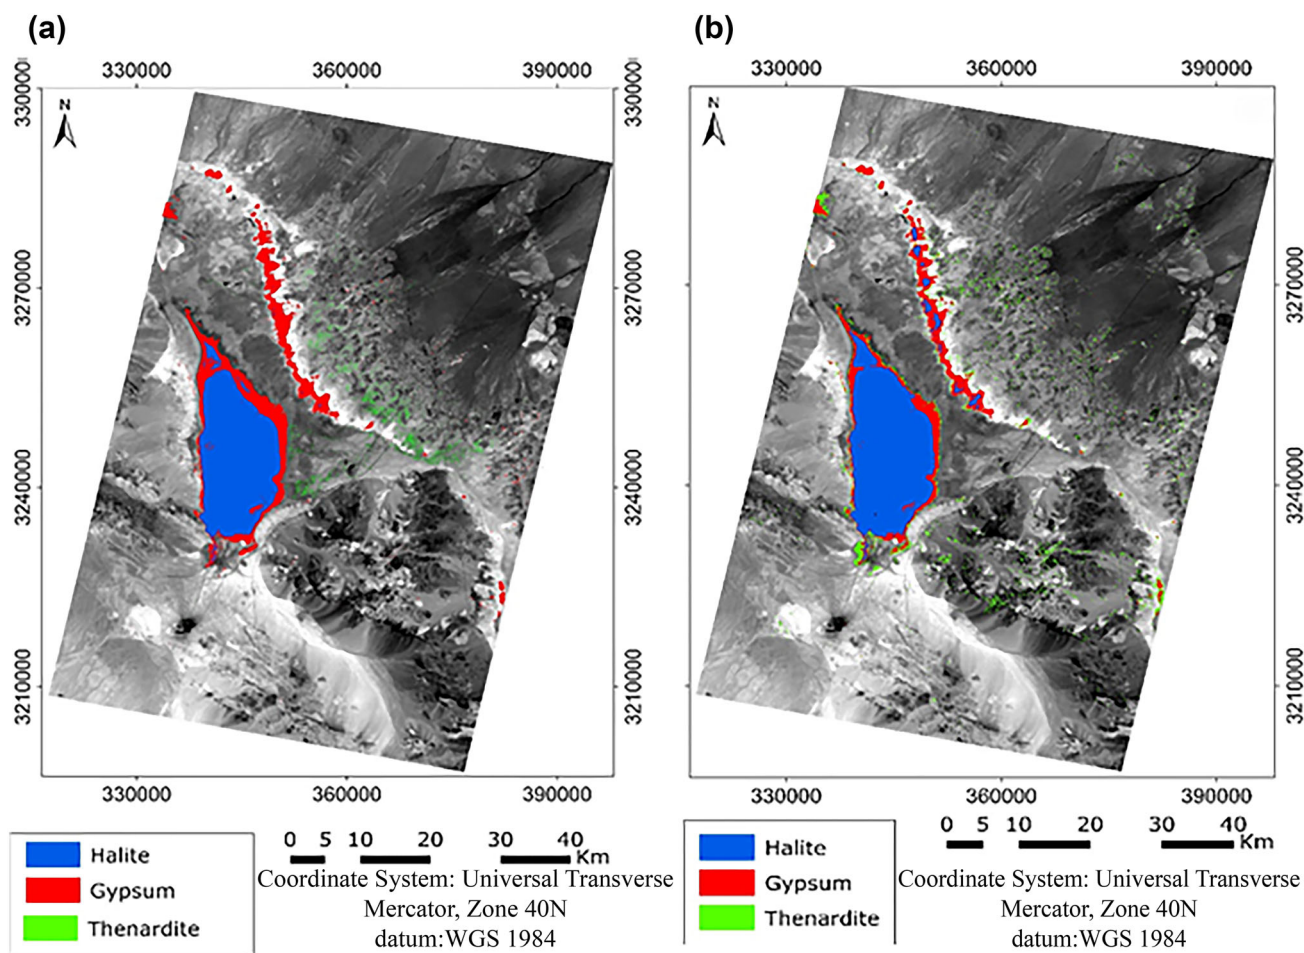 (a)
330000 360000 390000
3300000 3300000
N
3270000 3270000
3240000 3240000
3210000 3210000
330000 360000 390000
Halite
Gypsum
Thenardite
0 5 10 20 30 40
Km
Coordinate System: Universal Transverse
Mercator, Zone 40N
datum:WGS 1984
(b)
330000 360000 390000
N
3270000
3240000
3210000
330000 360000 390000
Halite
Gypsum
Thenardite
0 5 10 20 30 40
Km
Coordinate System: Universal Transverse
Mercator, Zone 40N
datum:WGS 1984